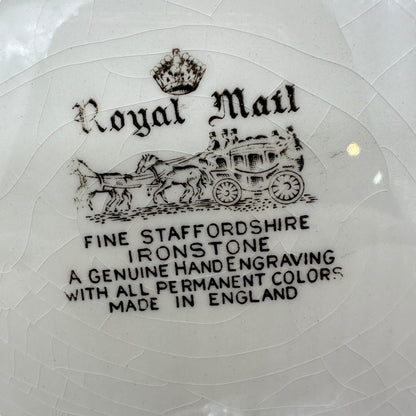 Royal Mail
FINE STAFFORDSHIRE
IRONSTONE
A GENUINE HAND ENGRAVING
WITH ALL PERMANENT COLORS
MADE IN ENGLAND